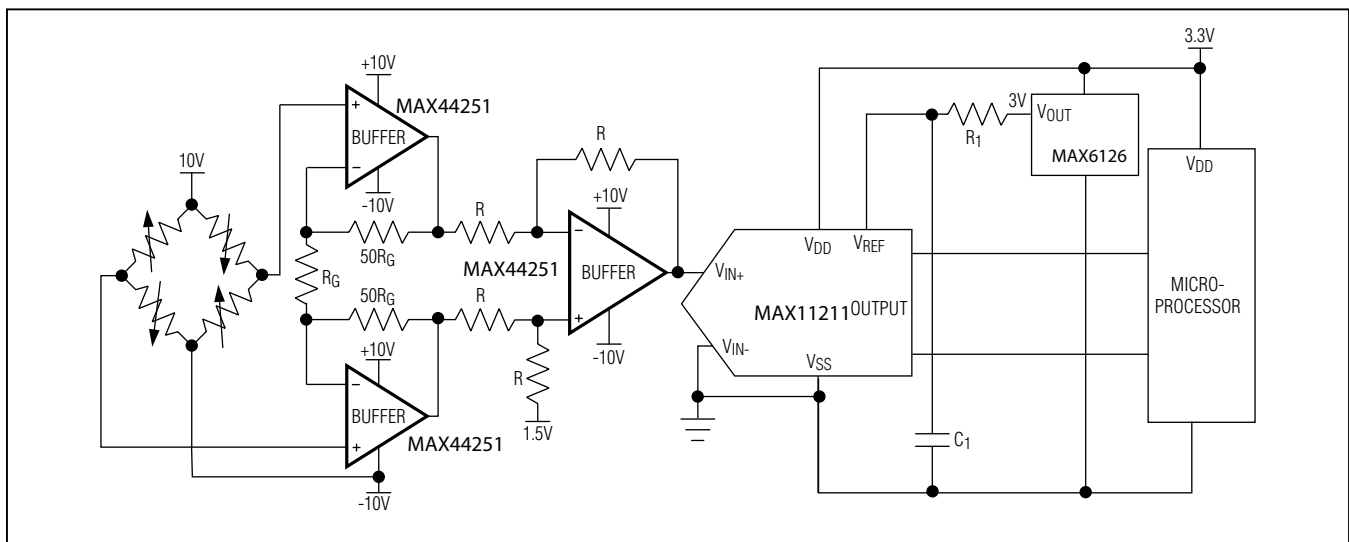 3.3V
+10V
MAX44251
+
BUFFER
−
-10V
10V
50RG
RG
50RG
+10V
−
BUFFER
+
MAX44251
-10V
R
R
R
R
1.5V
MAX44251
+10V
−
BUFFER
+
-10V
VIN+
VDD
VREF
MAX11211
OUTPUT
VIN-
VSS
R1
3V
VOUT
MAX6126
C1
VDD
MICRO-
PROCESSOR